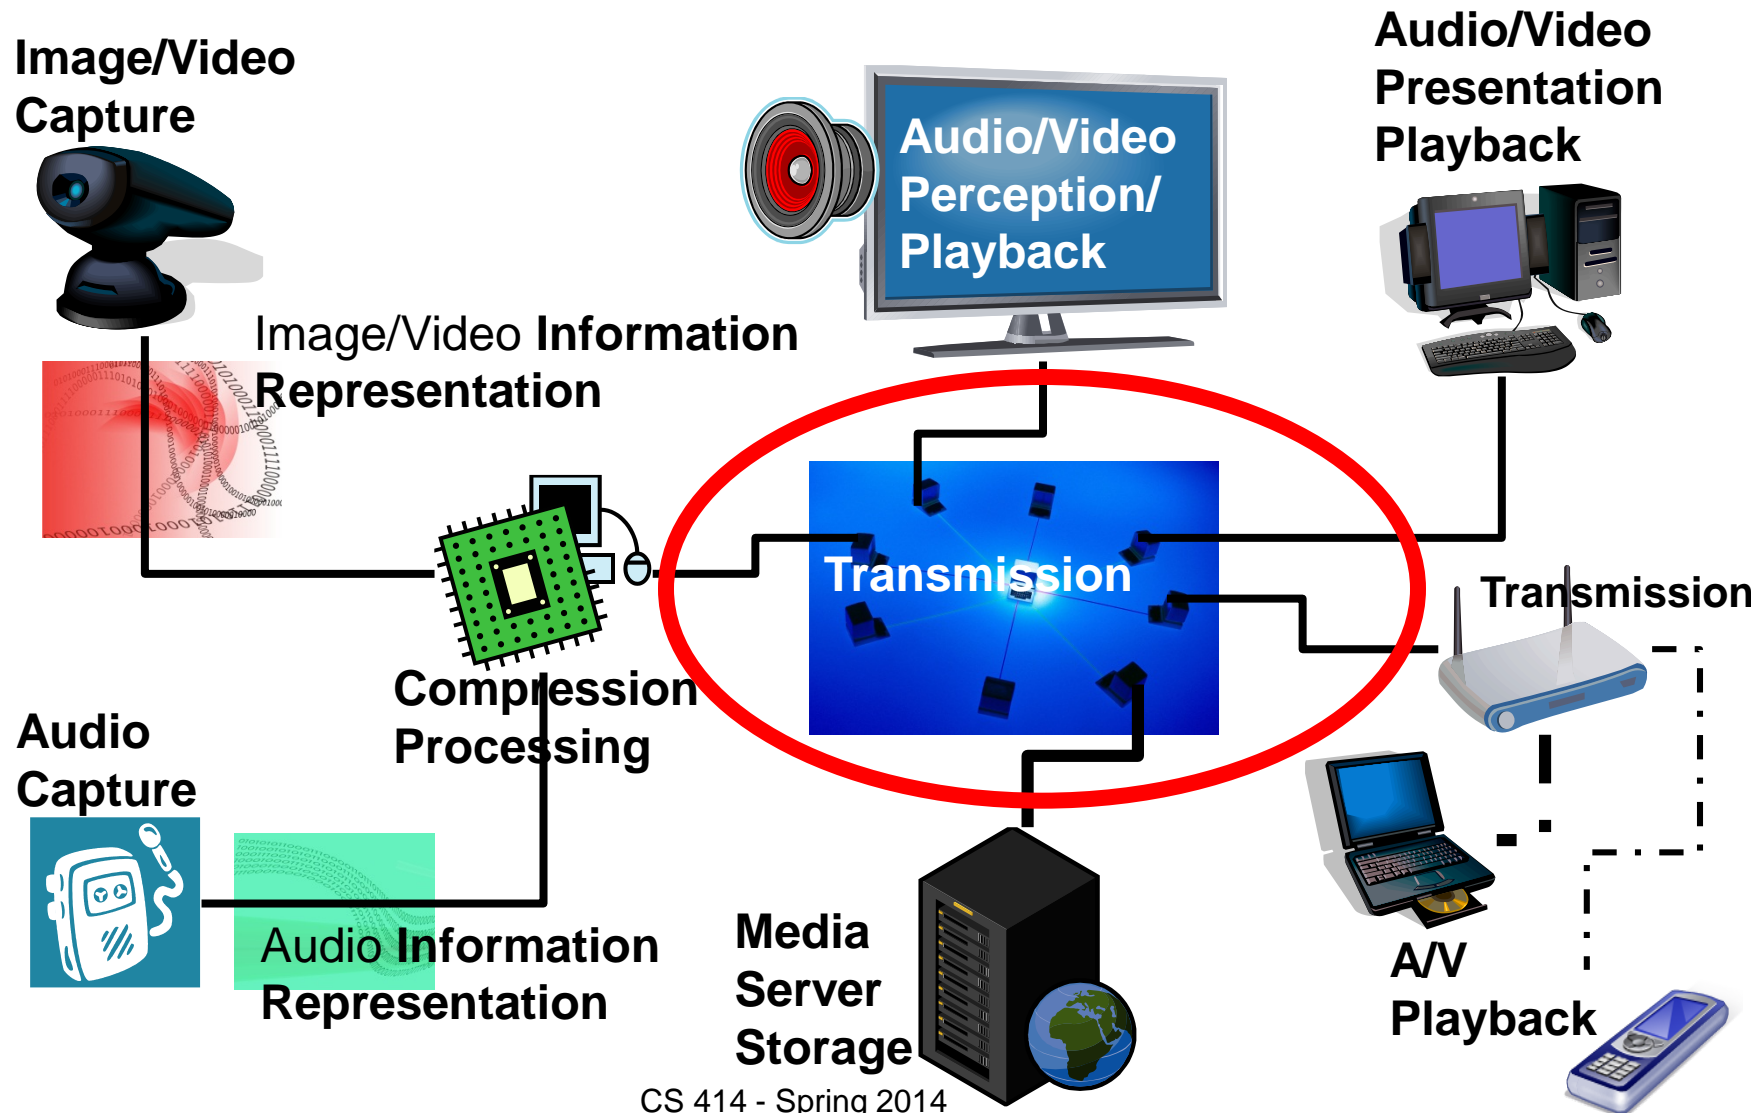 Image/Video
Capture
Audio/Video
Perception/
Playback
Audio/Video
Presentation
Playback
Image/Video Information
Representation
Transmission
Transmission
Compression
Processing
Audio
Capture
Audio Information
Representation
Media
Server
Storage
A/V
Playback
CS 414 - Spring 2014